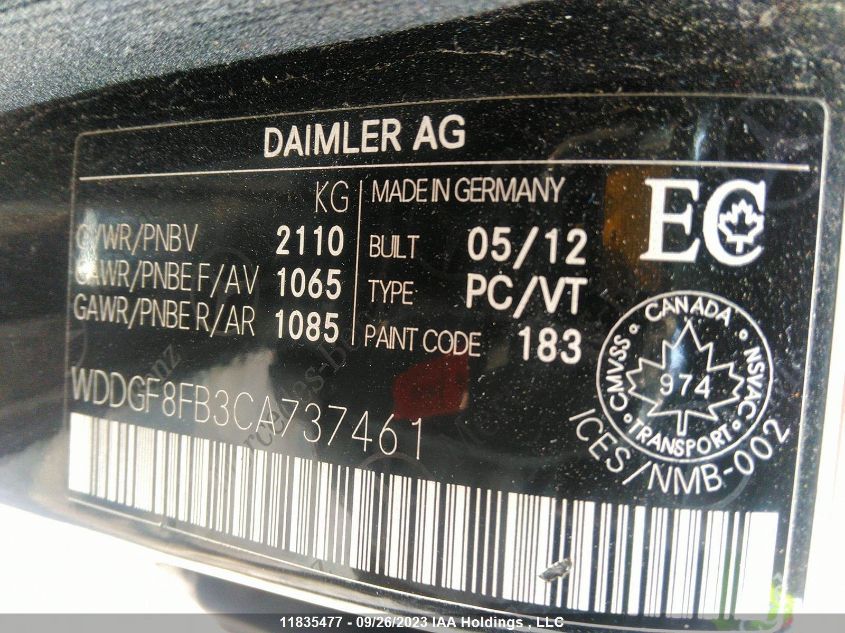 DAIMLER AG
KG
GVWR/PNBV 2110
GAWR/PNBE F/AV 1065
GAWR/PNBE R/AR 1085
MADE IN GERMANY
BUILT 05/12
TYPE PC/VT
PAINT CODE 183
EC
CANADA
CMVSS NSVAC
974
TRANSPORT
ICES/NMB-002
WDDGF8FB3CA737461
11835477 - 09/26/2023 IAA Holdings , LLC